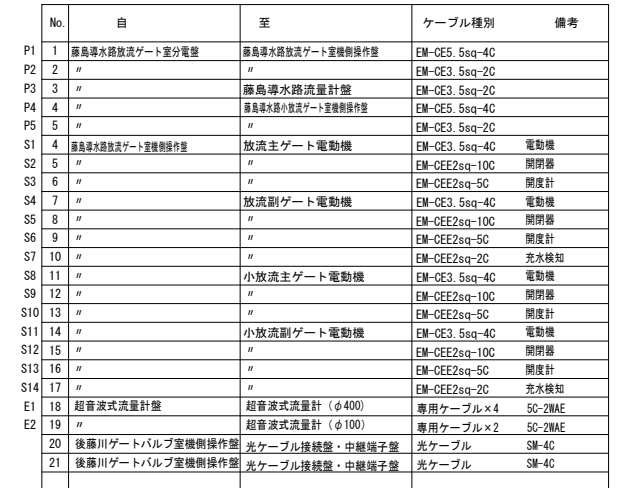 No. 自 至 ケーブル種別 備考
P1 1 藤島導水路放流ゲート室分電盤 藤島導水路放流ゲート室機側操作盤 EM-CE5.5sq-4C
P2 2 〃 〃 EM-CE3.5sq-2C
P3 3 〃 藤島導水路流量計盤 EM-CE3.5sq-2C
P4 4 〃 藤島導水路小放流ゲート室機側操作盤 EM-CE5.5sq-4C
P5 5 〃 〃 EM-CE3.5sq-2C
S1 4 藤島導水路放流ゲート室機側操作盤 放流主ゲート電動機 EM-CE3.5sq-4C 電動機
S2 5 〃 〃 EM-CEE2sq-10C 開閉器
S3 6 〃 〃 EM-CEE2sq-5C 開度計
S4 7 〃 放流副ゲート電動機 EM-CE3.5sq-4C 電動機
S5 8 〃 〃 EM-CEE2sq-10C 開閉器
S6 9 〃 〃 EM-CEE2sq-5C 開度計
S7 10 〃 〃 EM-CEE2sq-2C 充水検知
S8 11 〃 小放流主ゲート電動機 EM-CE3.5sq-4C 電動機
S9 12 〃 〃 EM-CEE2sq-10C 開閉器
S10 13 〃 〃 EM-CEE2sq-5C 開度計
S11 14 〃 小放流副ゲート電動機 EM-CE3.5sq-4C 電動機
S12 15 〃 〃 EM-CEE2sq-10C 開閉器
S13 16 〃 〃 EM-CEE2sq-5C 開度計
S14 17 〃 〃 EM-CEE2sq-2C 充水検知
E1 18 超音波式流量計盤 超音波式流量計（φ400） 専用ケーブル×4 5C-2WAE
E2 19 〃 超音波式流量計（φ100） 専用ケーブル×2 5C-2WAE
20 後藤川ゲートバルブ室機側操作盤 光ケーブル接続盤・中継端子盤 光ケーブル SM-4C
21 後藤川ゲートバルブ室機側操作盤 光ケーブル接続盤・中継端子盤 光ケーブル SM-4C